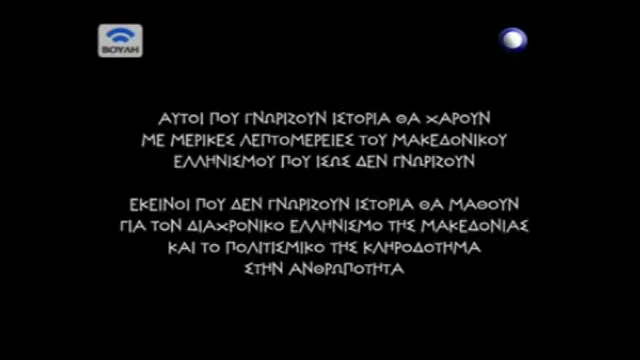 ΒΟΥΛΗ
ΑΥΤΟΙ ΠΟΥ ΓΝΩΡΙΖΟΥΝ ΙΣΤΟΡΙΑ ΘΑ ΧΑΡΟΥΝ
ΜΕ ΜΕΡΙΚΕΣ ΛΕΠΤΟΜΕΡΕΙΕΣ ΤΟΥ ΜΑΚΕΔΟΝΙΚΟΥ
ΕΛΛΗΝΙΣΜΟΥ ΠΟΥ ΙΣΩΣ ΔΕΝ ΓΝΩΡΙΖΟΥΝ
ΕΚΕΙΝΟΙ ΠΟΥ ΔΕΝ ΓΝΩΡΙΖΟΥΝ ΙΣΤΟΡΙΑ ΘΑ ΜΑΘΟΥΝ
ΓΙΑ ΤΟΝ ΔΙΑΧΡΟΝΙΚΟ ΕΛΛΗΝΙΣΜΟ ΤΗΣ ΜΑΚΕΔΟΝΙΑΣ
ΚΑΙ ΤΟ ΠΟΛΙΤΙΣΜΙΚΟ ΤΗΣ ΚΛΗΡΟΔΟΤΗΜΑ
ΣΤΗΝ ΑΝΘΡΩΠΟΤΗΤΑ